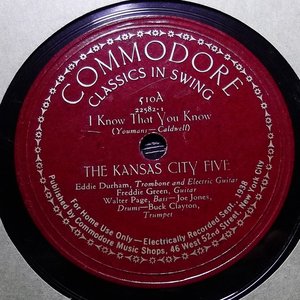 COMMODORE
CLASSICS IN SWING
510A
22582-1
I Know That You Know
(Youmans—Caldwell)
THE KANSAS CITY FIVE
Eddie Durham, Trombone and Electric Guitar
Freddie Green, Guitar
Walter Page, Bass—Joe Jones,
Drums—Buck Clayton,
Trumpet
For Home Use Only — Electrically Recorded Sept. 1938
Published by Commodore Music Shops, 46 West 52nd Street, New York City